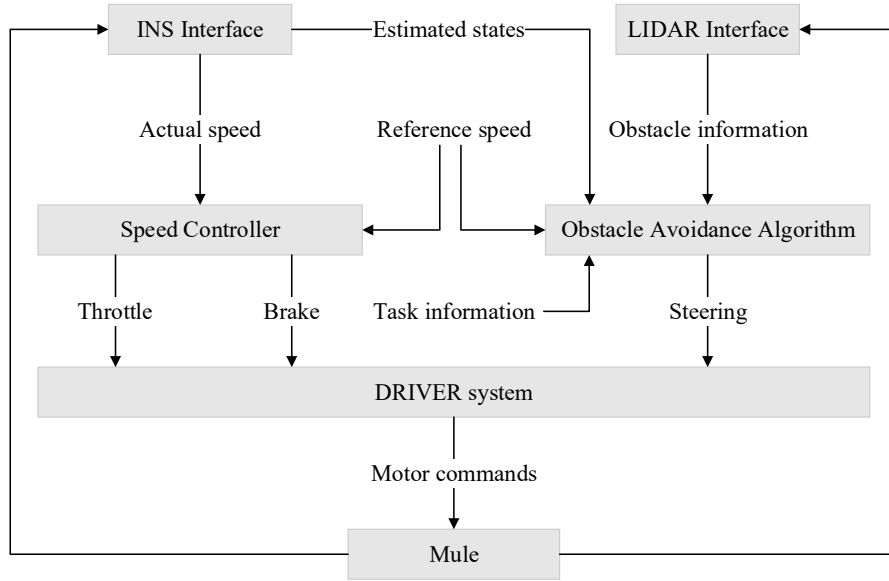 INS Interface
Estimated states
LIDAR Interface
Actual speed
Reference speed
Obstacle information
Speed Controller
Obstacle Avoidance Algorithm
Throttle
Brake
Task information
Steering
DRIVER system
Motor commands
Mule